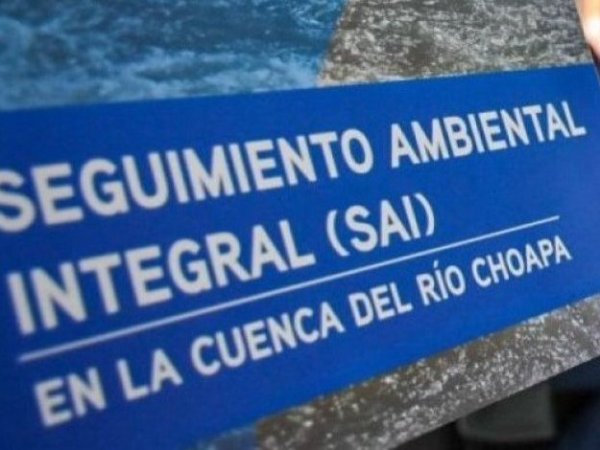 SEGUIMIENTO AMBIENTAL
INTEGRAL (SAI)
EN LA CUENCA DEL RÍO CHOAPA